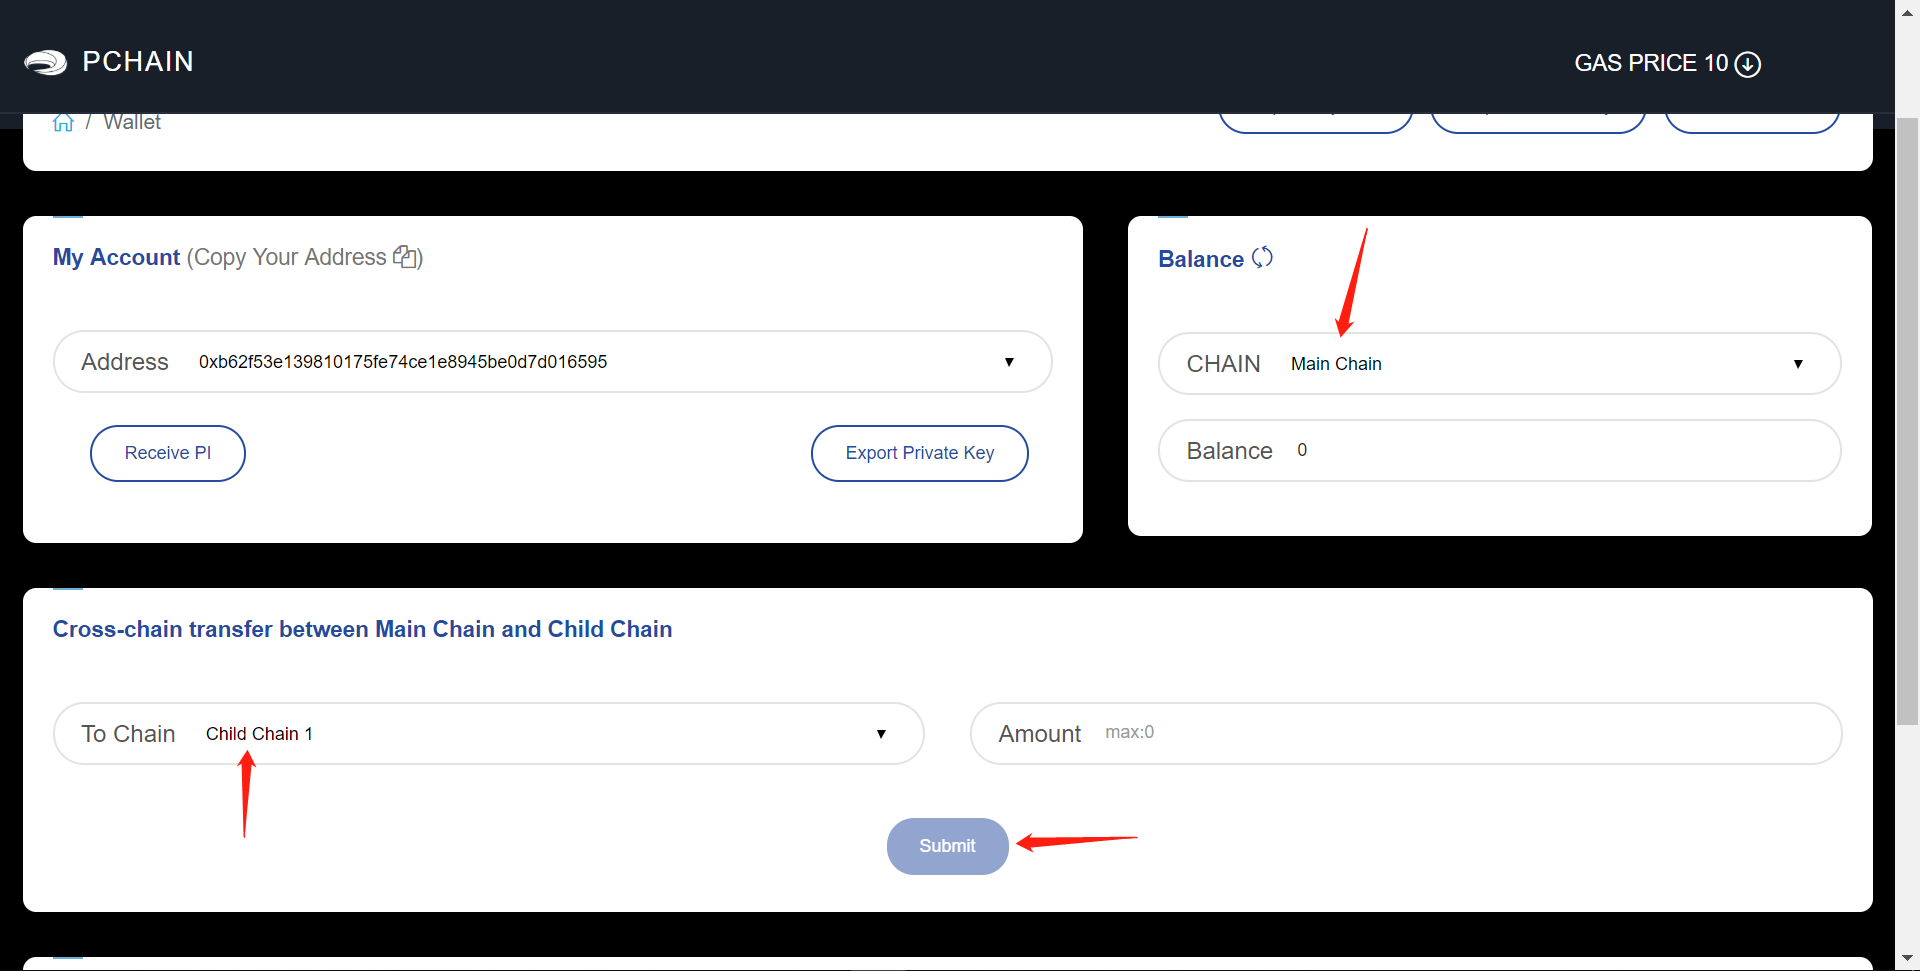 PCHAIN
GAS PRICE 10
/ Wallet
My Account (Copy Your Address )
Balance
Address 0xb62f53e139810175fe74ce1e8945be0d7d016595
CHAIN Main Chain
Receive PI
Export Private Key
Balance 0
Cross-chain transfer between Main Chain and Child Chain
To Chain Child Chain 1
Amount max:0
Submit